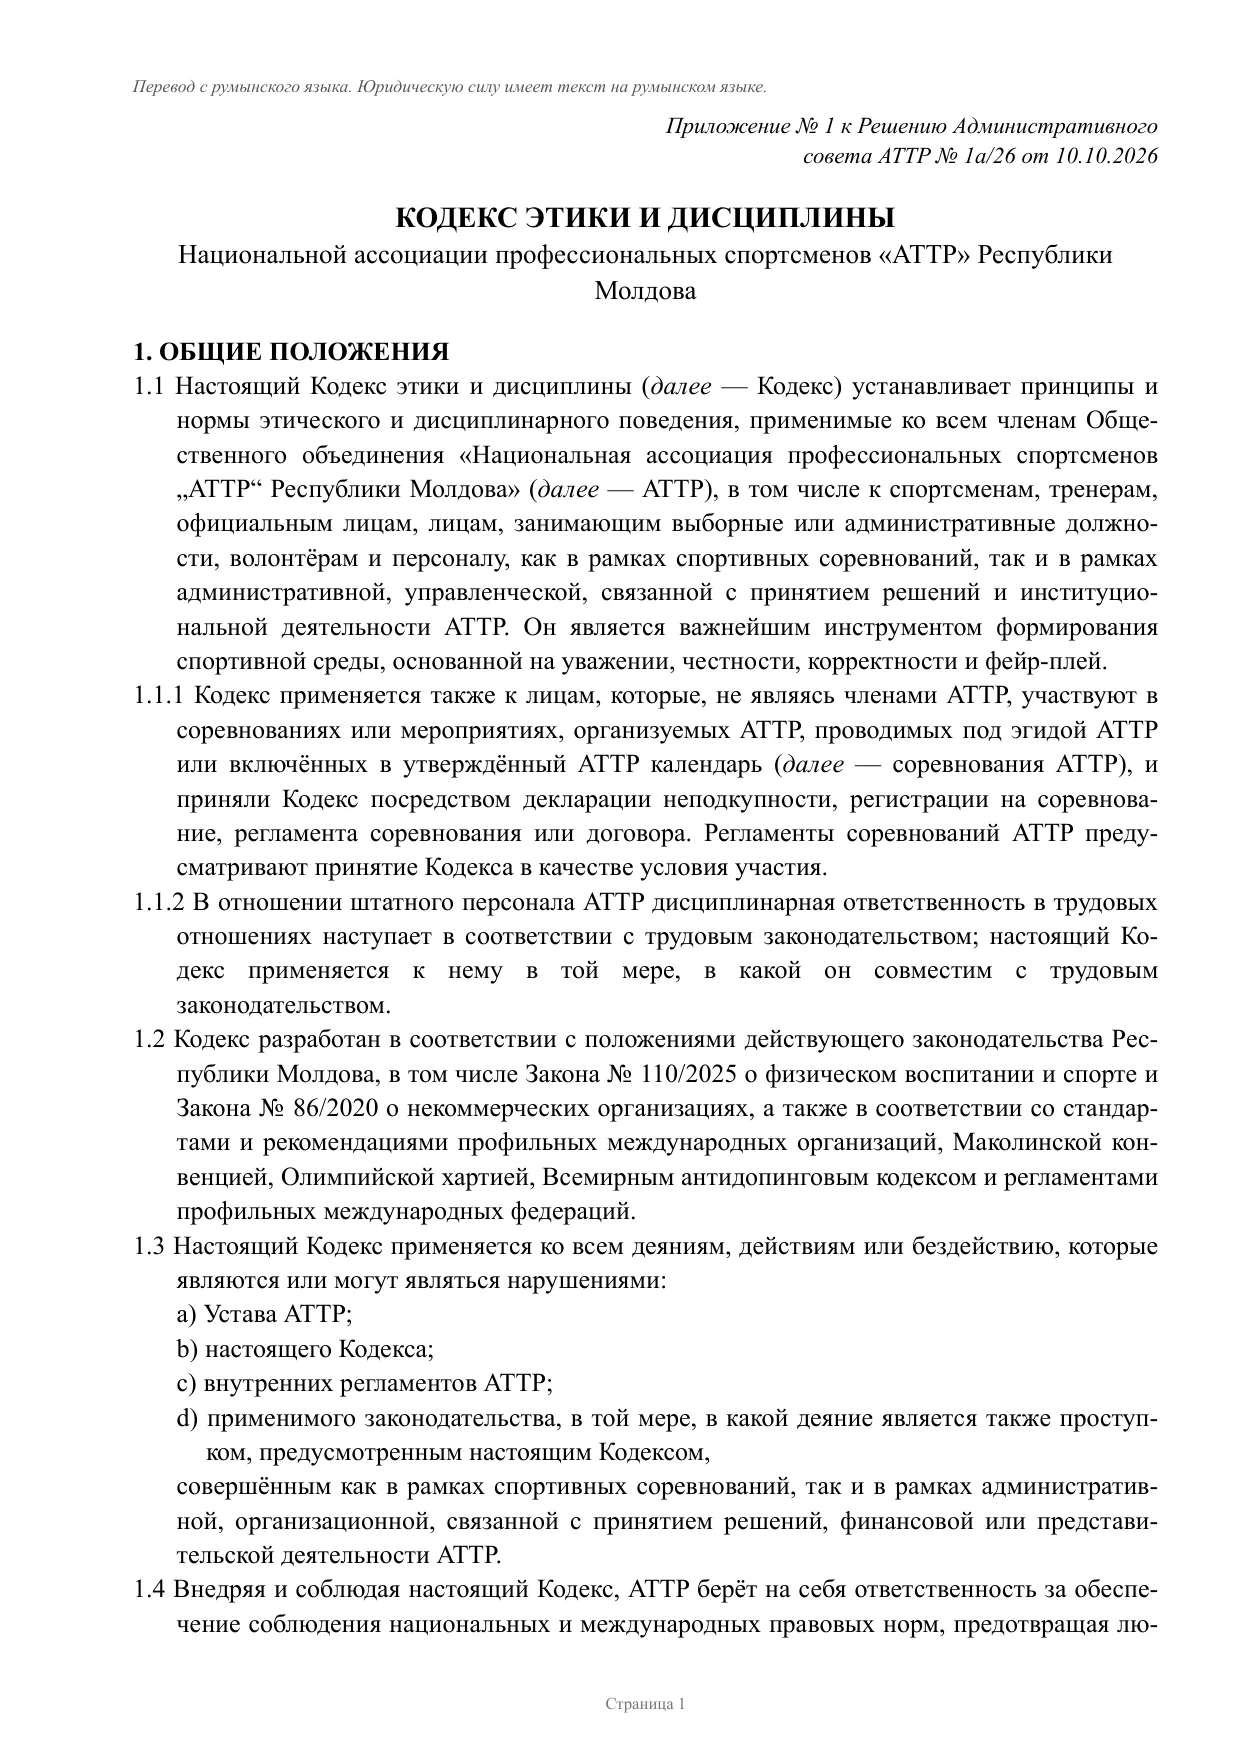 Перевод с румынского языка. Юридическую силу имеет текст на румынском языке.
Приложение № 1 к Решению Административного
совета АТТР № 1a/26 от 10.10.2026
КОДЕКС ЭТИКИ И ДИСЦИПЛИНЫ
Национальной ассоциации профессиональных спортсменов «АТТР» Республики
Молдова
1. ОБЩИЕ ПОЛОЖЕНИЯ
1.1 Настоящий Кодекс этики и дисциплины (далее — Кодекс) устанавливает принципы и
нормы этического и дисциплинарного поведения, применимые ко всем членам Обще-
ственного объединения «Национальная ассоциация профессиональных спортсменов
„АТТР“ Республики Молдова» (далее — АТТР), в том числе к спортсменам, тренерам,
официальным лицам, лицам, занимающим выборные или административные должно-
сти, волонтёрам и персоналу, как в рамках спортивных соревнований, так и в рамках
административной, управленческой, связанной с принятием решений и институцио-
нальной деятельности АТТР. Он является важнейшим инструментом формирования
спортивной среды, основанной на уважении, честности, корректности и фейр-плей.
1.1.1 Кодекс применяется также к лицам, которые, не являясь членами АТТР, участвуют в
соревнованиях или мероприятиях, организуемых АТТР, проводимых под эгидой АТТР
или включённых в утверждённый АТТР календарь (далее — соревнования АТТР), и
приняли Кодекс посредством декларации неподкупности, регистрации на соревнова-
ние, регламента соревнования или договора. Регламенты соревнований АТТР преду-
сматривают принятие Кодекса в качестве условия участия.
1.1.2 В отношении штатного персонала АТТР дисциплинарная ответственность в трудовых
отношениях наступает в соответствии с трудовым законодательством; настоящий Ко-
декс применяется к нему в той мере, в какой он совместим с трудовым
законодательством.
1.2 Кодекс разработан в соответствии с положениями действующего законодательства Рес-
публики Молдова, в том числе Закона № 110/2025 о физическом воспитании и спорте и
Закона № 86/2020 о некоммерческих организациях, а также в соответствии со стандар-
тами и рекомендациями профильных международных организаций, Маколинской кон-
венцией, Олимпийской хартией, Всемирным антидопинговым кодексом и регламентами
профильных международных федераций.
1.3 Настоящий Кодекс применяется ко всем деяниям, действиям или бездействию, которые
являются или могут являться нарушениями:
a) Устава АТТР;
b) настоящего Кодекса;
c) внутренних регламентов АТТР;
d) применимого законодательства, в той мере, в какой деяние является также проступ-
ком, предусмотренным настоящим Кодексом,
совершённым как в рамках спортивных соревнований, так и в рамках административ-
ной, организационной, связанной с принятием решений, финансовой или представи-
тельской деятельности АТТР.
1.4 Внедряя и соблюдая настоящий Кодекс, АТТР берёт на себя ответственность за обеспе-
чение соблюдения национальных и международных правовых норм, предотвращая лю-
Страница 1